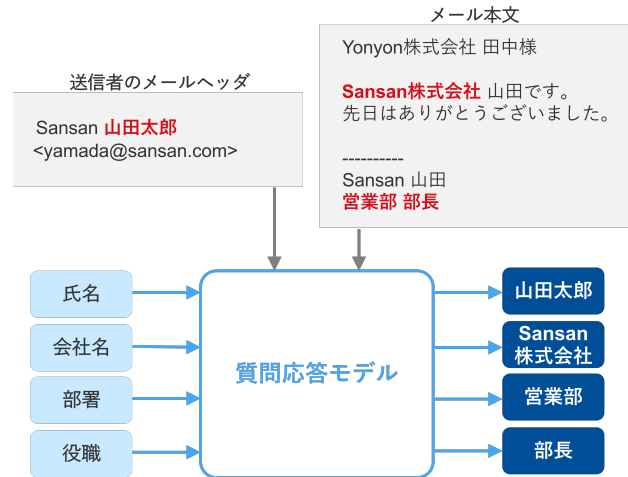 メール本文
送信者のメールヘッダ
Yonyon株式会社 田中様
Sansan株式会社 山田です。
先日はありがとうございました。
----------
Sansan 山田
営業部 部長
Sansan 山田太郎
<yamada@sansan.com>
氏名
会社名
部署
役職
質問応答モデル
山田太郎
Sansan
株式会社
営業部
部長